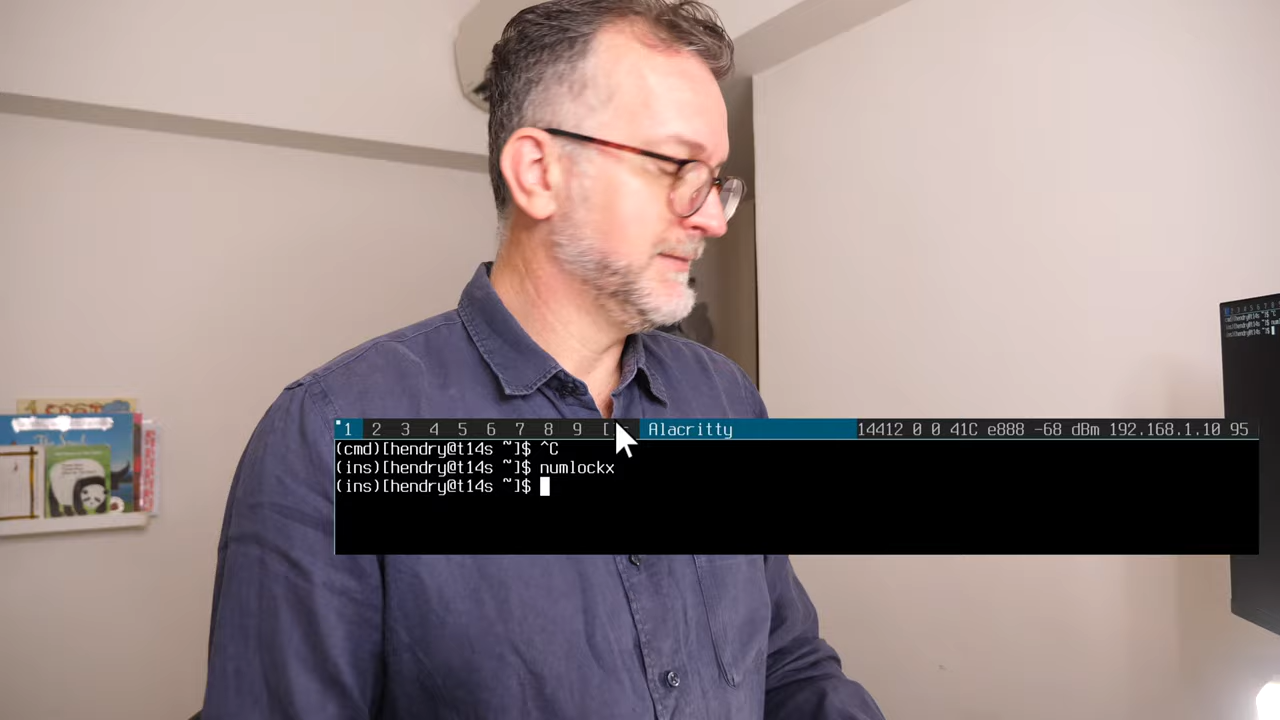 1 2 3 4 5 6 7 8 9 Alacritty 14412 0 0 41C e888 -68 dBm 192.168.1.10 95
(cmd)[hendry@t14s ~]$ ^C
(ins)[hendry@t14s ~]$ numlockx
(ins)[hendry@t14s ~]$